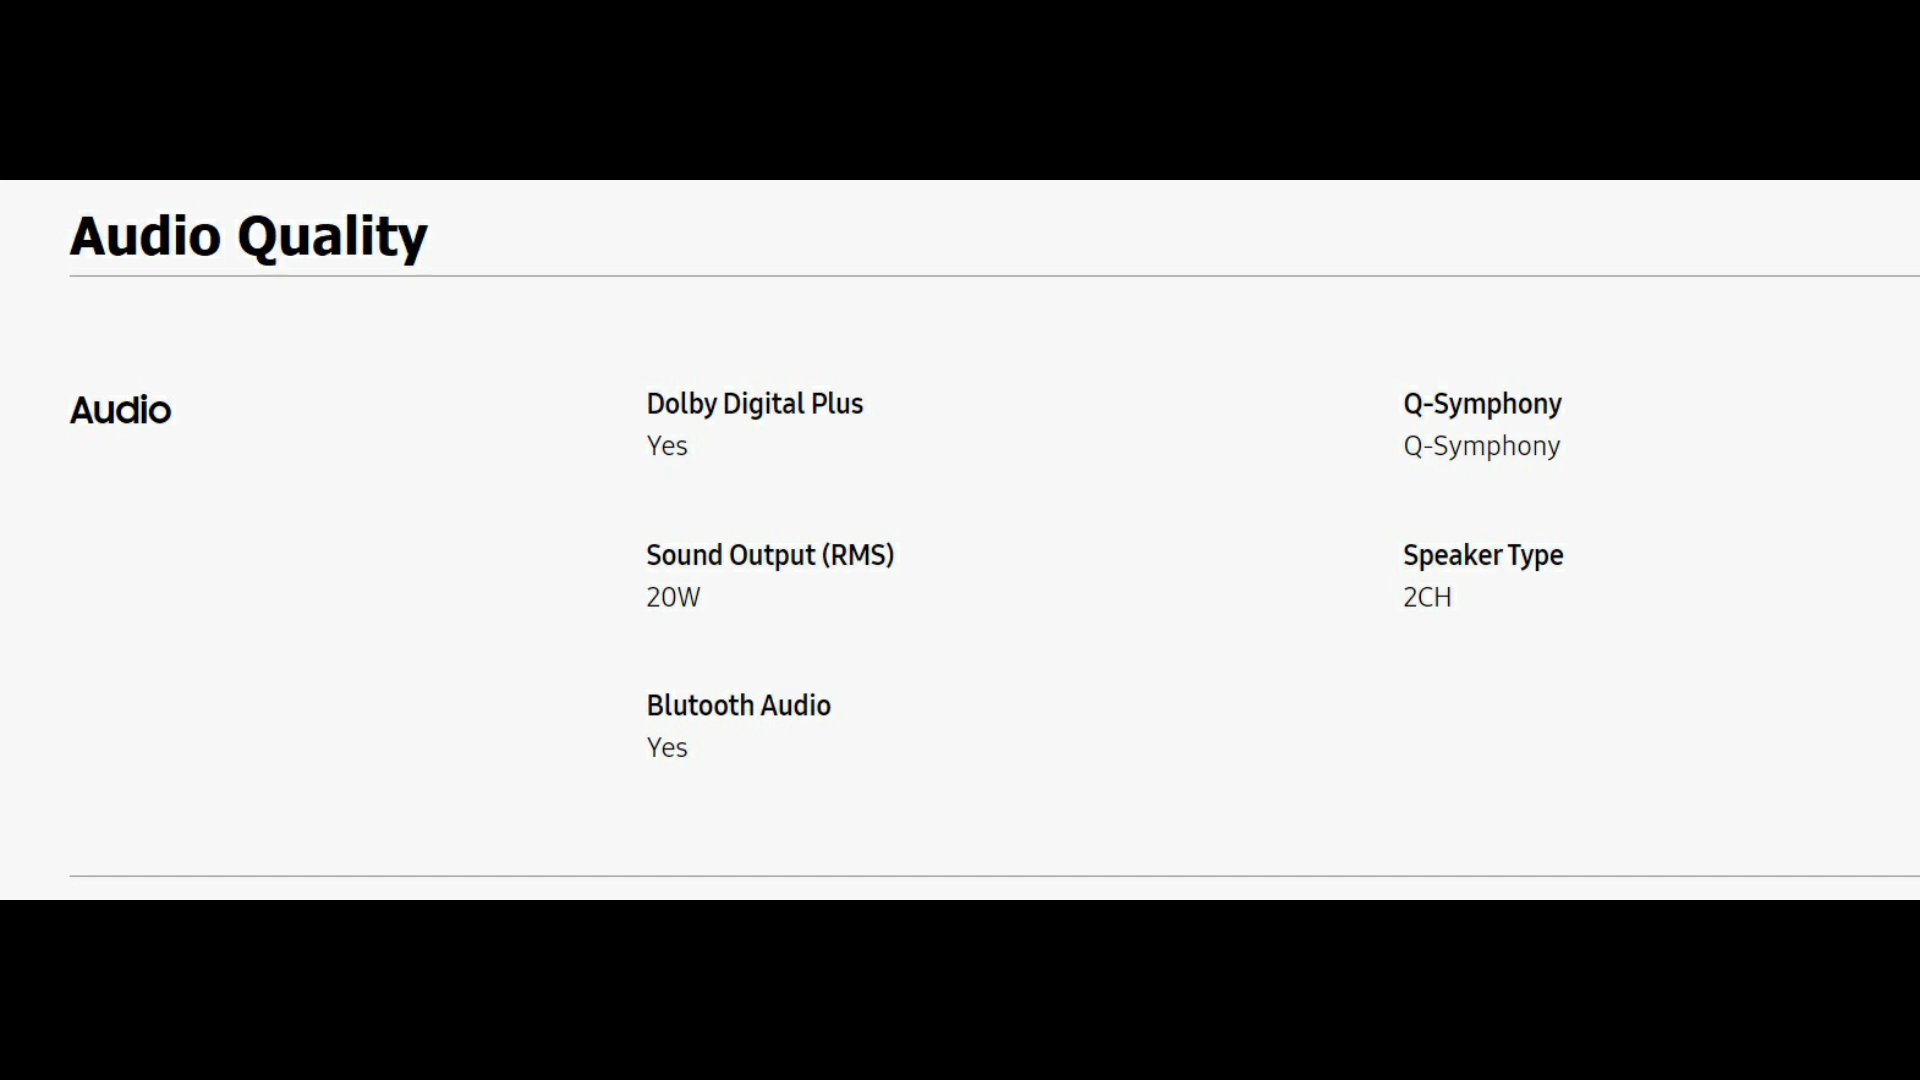 Audio Quality
Audio
Dolby Digital Plus
Yes
Q-Symphony
Q-Symphony
Sound Output (RMS)
20W
Speaker Type
2CH
Blutooth Audio
Yes